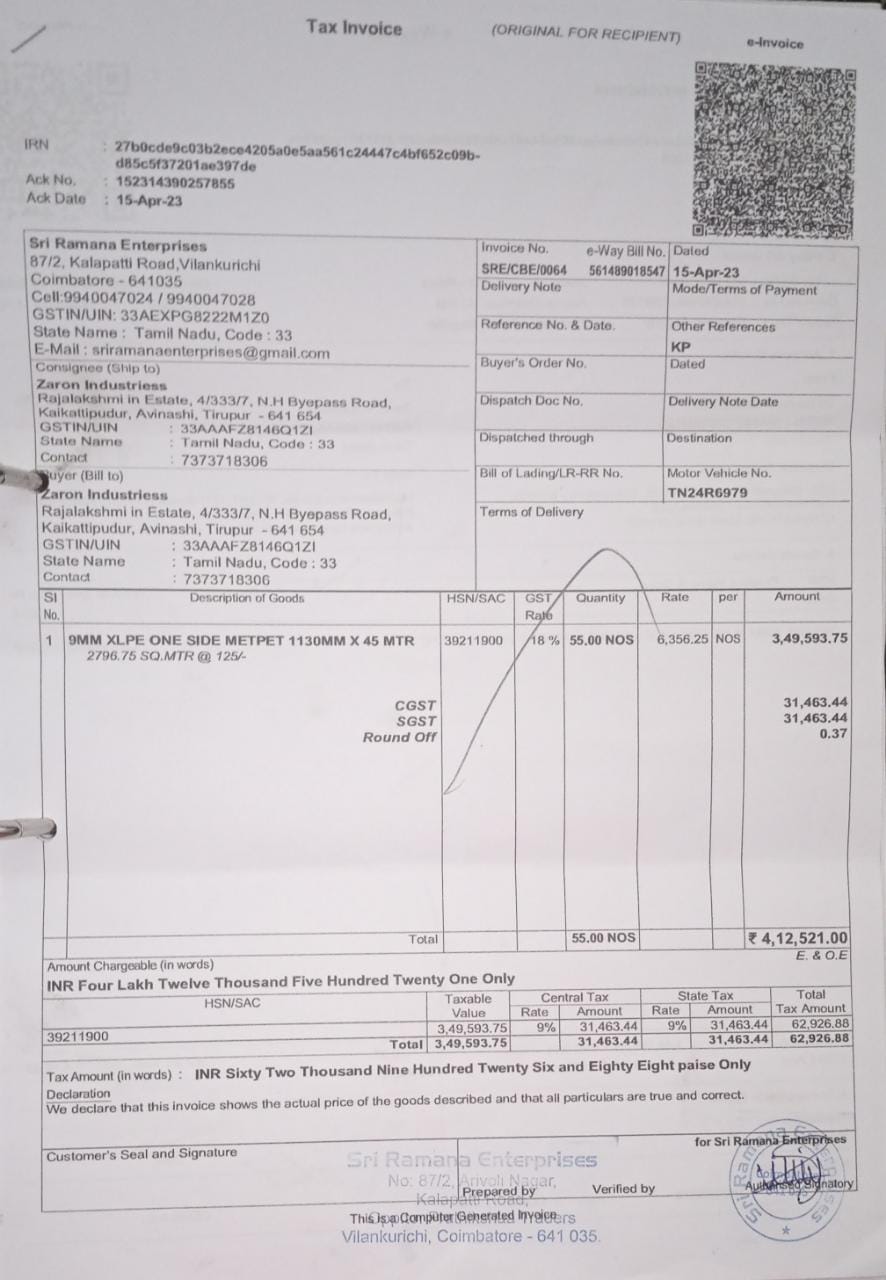 Tax Invoice
(ORIGINAL FOR RECIPIENT)
e-Invoice
IRN : 27b0cde9c03b2ece4205a0e5aa561c24447c4bf652c09b-
d85c5f37201ae397de
Ack No. : 152314390257855
Ack Date : 15-Apr-23
Sri Ramana Enterprises
87/2, Kalapatti Road,Vilankurichi
Coimbatore - 641035
Cell:9940047024 / 9940047028
GSTIN/UIN: 33AEXPG8222M1Z0
State Name : Tamil Nadu, Code : 33
E-Mail : sriramanaenterprises@gmail.com
Consignee (Ship to)
Zaron Industriess
Rajalakshmi in Estate, 4/333/7, N.H Byepass Road,
Kaikattipudur, Avinashi, Tirupur - 641 654
GSTIN/UIN : 33AAAFZ8146Q1ZI
State Name : Tamil Nadu, Code : 33
Contact : 7373718306
Buyer (Bill to)
Zaron Industriess
Rajalakshmi in Estate, 4/333/7, N.H Byepass Road,
Kaikattipudur, Avinashi, Tirupur - 641 654
GSTIN/UIN : 33AAAFZ8146Q1ZI
State Name : Tamil Nadu, Code : 33
Contact : 7373718306
Invoice No. e-Way Bill No. Dated
SRE/CBE/0064 561489018547 15-Apr-23
Delivery Note Mode/Terms of Payment
Reference No. & Date. Other References
KP
Buyer's Order No. Dated
Dispatch Doc No. Delivery Note Date
Dispatched through Destination
Bill of Lading/LR-RR No. Motor Vehicle No.
TN24R6979
Terms of Delivery
SI Description of Goods HSN/SAC GST Quantity Rate per Amount
No. Rate
1 9MM XLPE ONE SIDE METPET 1130MM X 45 MTR 39211900 18 % 55.00 NOS 6,356.25 NOS 3,49,593.75
2796.75 SQ.MTR @ 125/-
CGST 31,463.44
SGST 31,463.44
Round Off 0.37
Total 55.00 NOS ₹ 4,12,521.00
E. & O.E
Amount Chargeable (in words)
INR Four Lakh Twelve Thousand Five Hundred Twenty One Only
HSN/SAC Taxable Central Tax State Tax Total
Value Rate Amount Rate Amount Tax Amount
39211900 3,49,593.75 9% 31,463.44 9% 31,463.44 62,926.88
Total 3,49,593.75 31,463.44 31,463.44 62,926.88
Tax Amount (in words) : INR Sixty Two Thousand Nine Hundred Twenty Six and Eighty Eight paise Only
Declaration
We declare that this invoice shows the actual price of the goods described and that all particulars are true and correct.
Customer's Seal and Signature
for Sri Ramana Enterprises
Sri Ramana Enterprises
No: 87/2, Arivoli Nagar,
Kalapatti Road,
Prepared by Verified by Authorised Signatory
This is a Computer Generated Invoice
Vilankurichi, Coimbatore - 641 035.